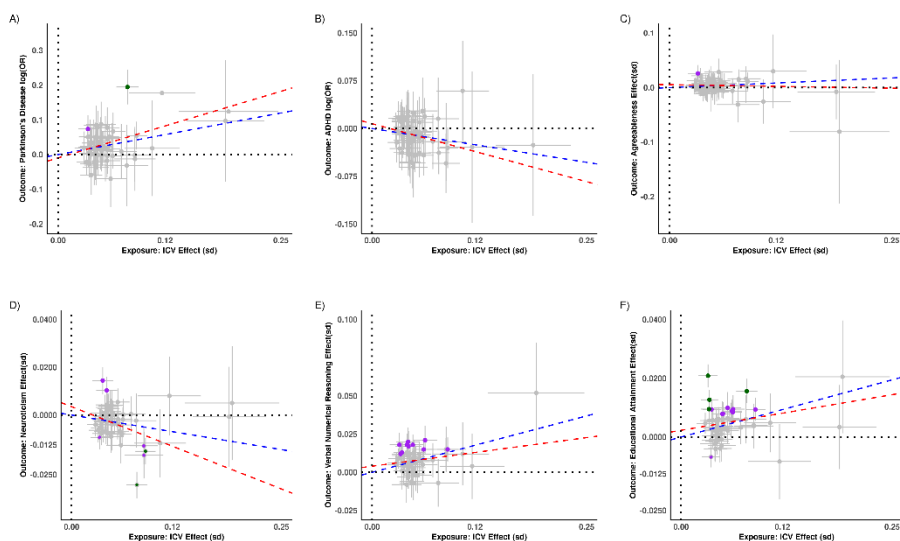 A)
Outcome: Parkinson's Disease log(OR)
0.3
0.2
0.1
0.0
-0.1
-0.2
0.00
0.12
0.25
Exposure: ICV Effect (sd)
B)
Outcome: ADHD log(OR)
0.150
0.075
0.000
-0.075
-0.150
0.00
0.12
0.25
Exposure: ICV Effect (sd)
C)
Outcome: Agreeableness Effect(sd)
0.1
0.0
-0.1
-0.2
0.00
0.12
0.25
Exposure: ICV Effect (sd)
D)
Outcome: Neuroticism Effect(sd)
0.0400
0.0200
0.0000
-0.0125
-0.0250
0.00
0.12
0.25
Exposure: ICV Effect (sd)
E)
Outcome: Verbal Numerical Reasoning Effect(sd)
0.100
0.050
0.025
0.000
-0.025
0.00
0.12
0.25
Exposure: ICV Effect (sd)
F)
Outcome: Educational Attainment Effect(sd)
0.0400
0.0200
0.0000
-0.0125
-0.0250
0.00
0.12
0.25
Exposure: ICV Effect (sd)